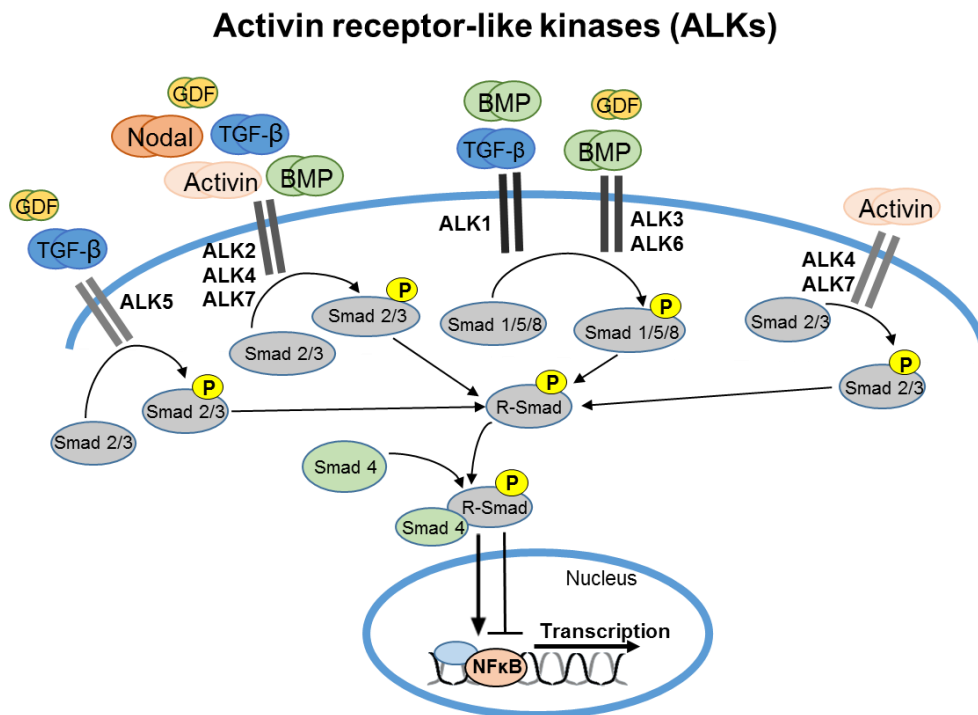 Activin receptor-like kinases (ALKs)
GDF
Nodal
TGF-β
Activin
BMP
GDF
TGF-β
ALK5
ALK2
ALK4
ALK7
BMP
TGF-β
ALK1
GDF
BMP
ALK3
ALK6
Activin
ALK4
ALK7
Smad 2/3
P
Smad 2/3
Smad 2/3
P
Smad 2/3
Smad 1/5/8
P
Smad 1/5/8
Smad 2/3
P
Smad 2/3
P
R-Smad
Smad 4
P
R-Smad
Smad 4
Nucleus
Transcription
NFκB